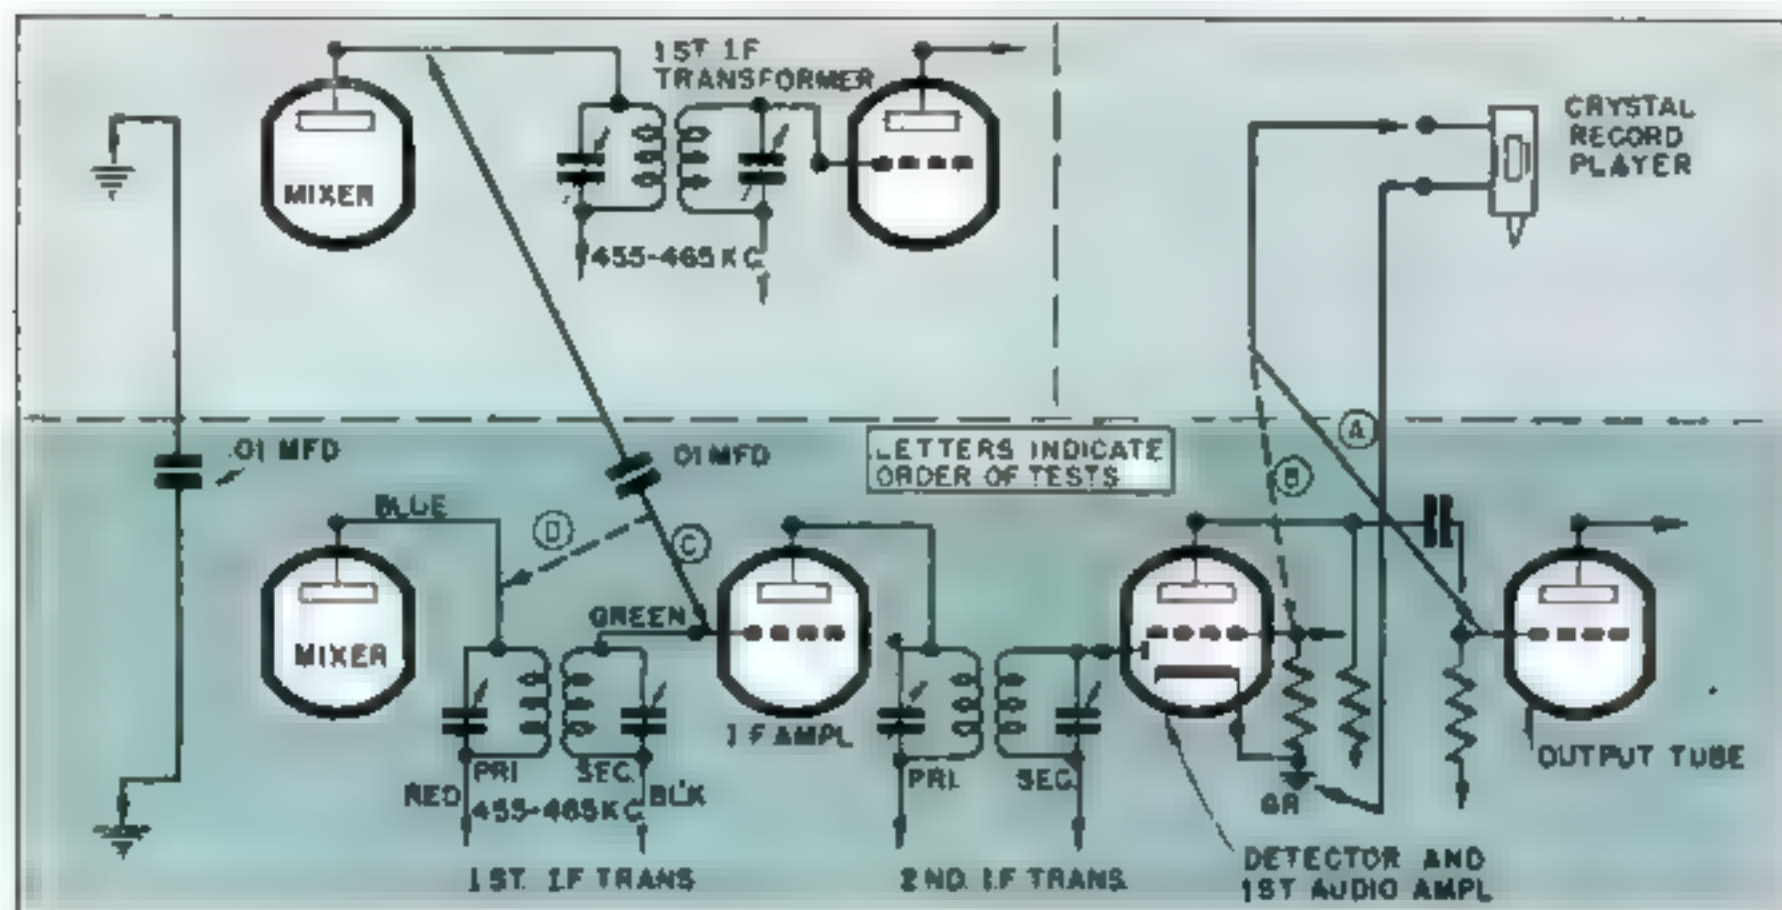 1ST IF
TRANSFORMER
CRYSTAL
RECORD
PLAYER
MIXER
455-465 KC
.01 MFD
.01 MFD
LETTERS INDICATE
ORDER OF TESTS
A
B
BLUE
D
C
GREEN
MIXER
I F AMPL
PRI
SEC.
RED
BLK
455-465KC
PRI.
SEC.
GR
OUTPUT TUBE
1ST. IF TRANS
2ND. I.F TRANS.
DETECTOR AND
1ST AUDIO AMPL